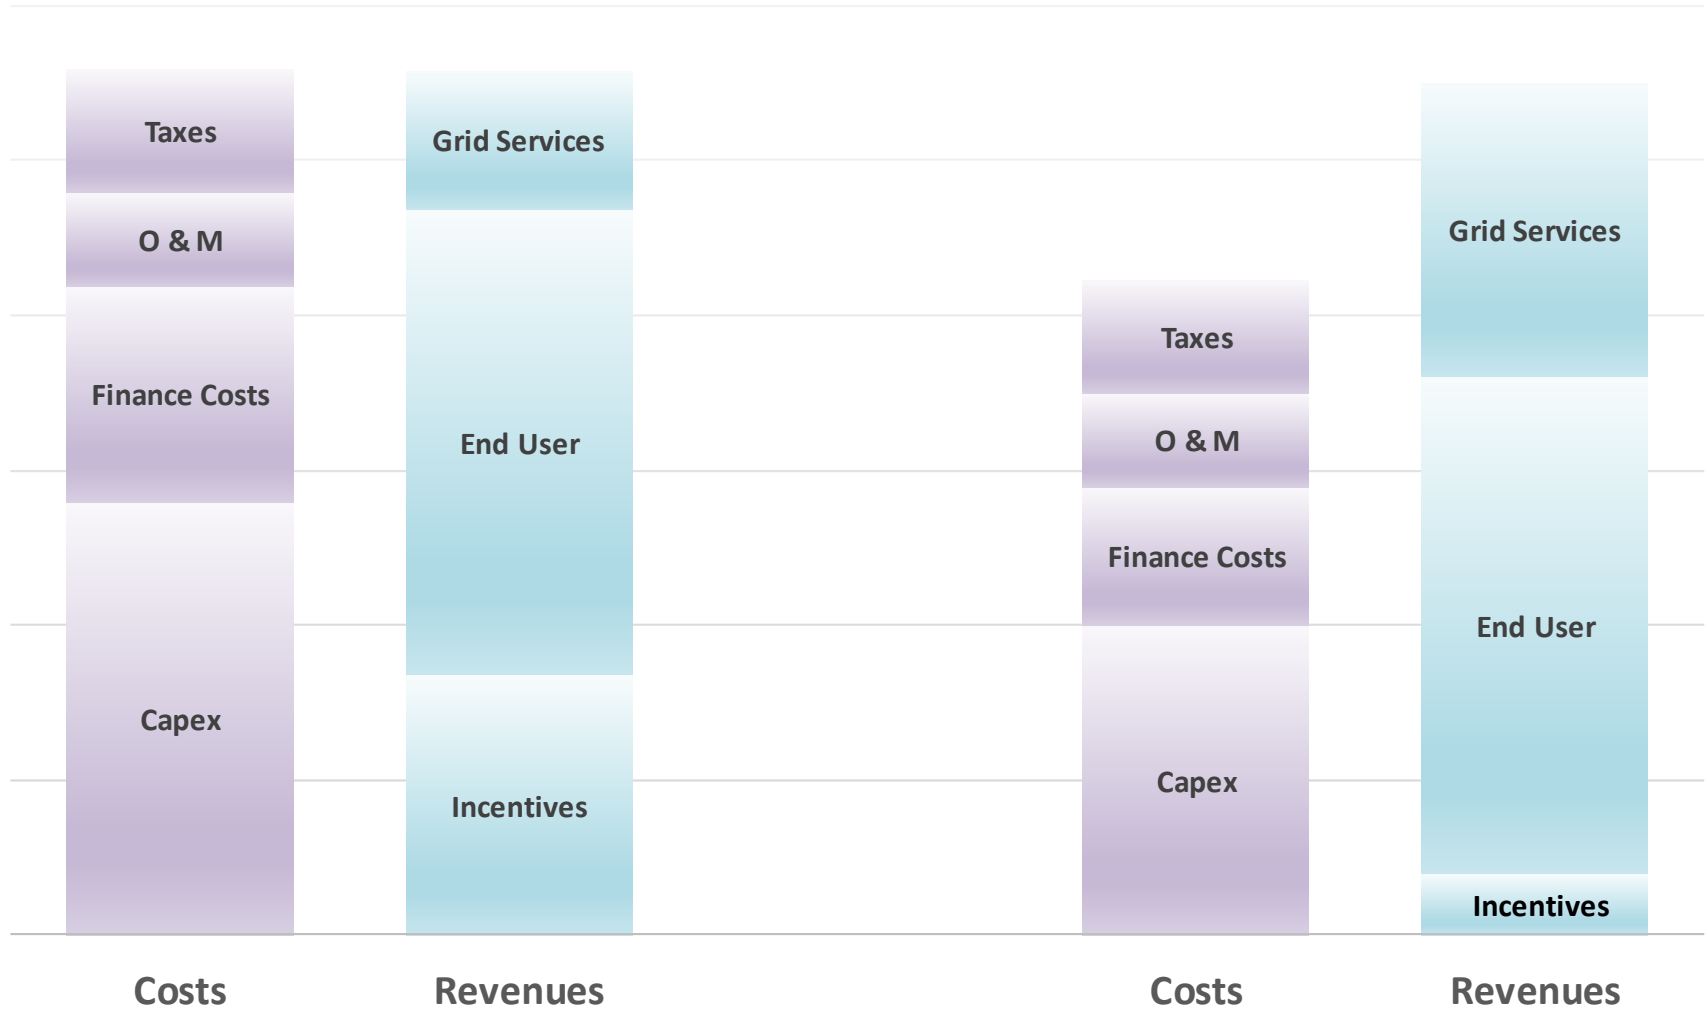 Taxes
O & M
Finance Costs
Capex
Grid Services
End User
Incentives
Taxes
O & M
Finance Costs
Capex
Grid Services
End User
Incentives
Costs
Revenues
Costs
Revenues